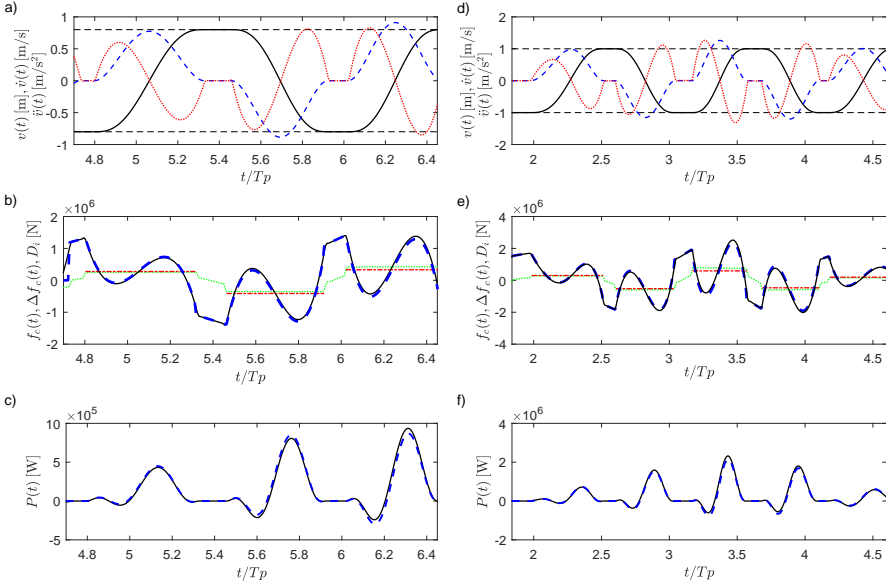 a)
v(t) [m], v̇(t) [m/s]
v̈(t) [m/s²]
1
0.5
0
-0.5
-1
4.8 5 5.2 5.4 5.6 5.8 6 6.2 6.4
t/Tp
d)
v(t) [m], v̇(t) [m/s]
v̈(t) [m/s²]
2
1
0
-1
-2
2 2.5 3 3.5 4 4.5
t/Tp
b)
×10⁶
f_c(t), Δf_c(t), D_i [N]
2
1
0
-1
-2
4.8 5 5.2 5.4 5.6 5.8 6 6.2 6.4
t/Tp
e)
×10⁶
f_c(t), Δf_c(t), D_i [N]
4
2
0
-2
-4
2 2.5 3 3.5 4 4.5
t/Tp
c)
×10⁵
P(t) [W]
10
5
0
-5
4.8 5 5.2 5.4 5.6 5.8 6 6.2 6.4
t/Tp
f)
×10⁶
P(t) [W]
4
2
0
-2
2 2.5 3 3.5 4 4.5
t/Tp